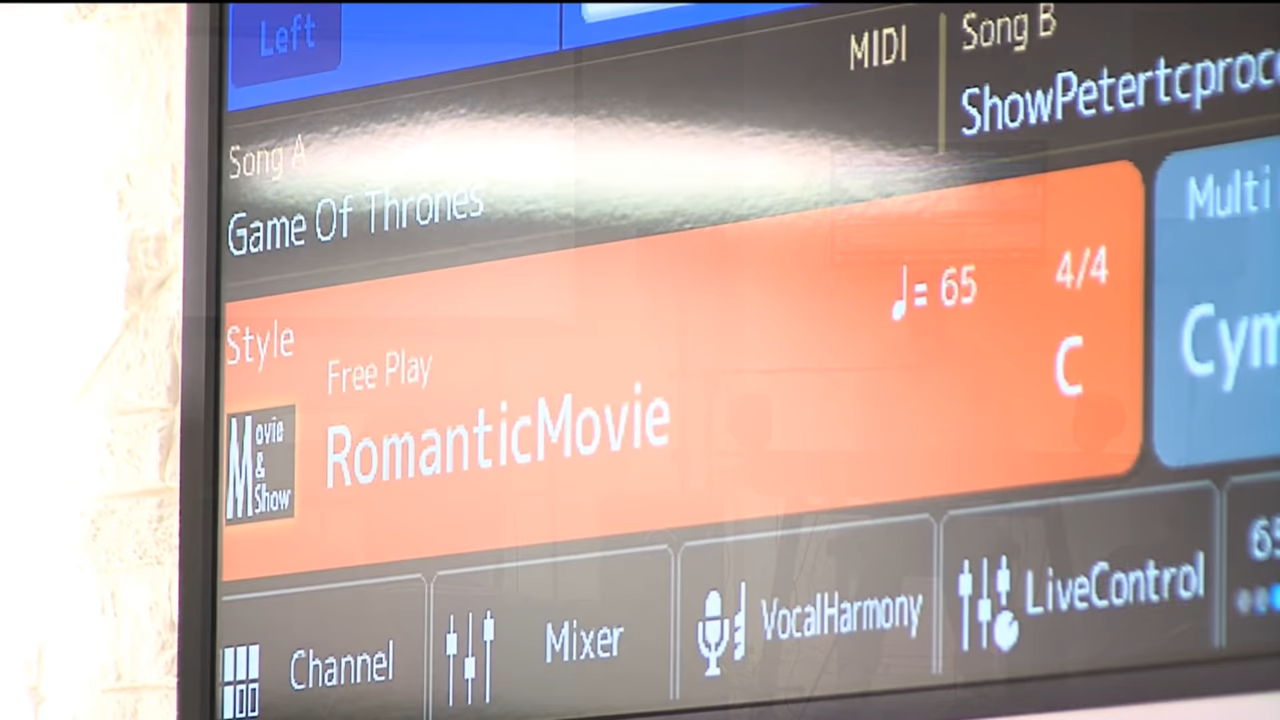 Left
MIDI
Song A
Game Of Thrones
Song B
ShowPetertcproc
Style
Free Play
RomanticMovie
♩= 65
4/4
C
Movie
&
Show
Multi
Cym
Channel
Mixer
VocalHarmony
LiveControl
65